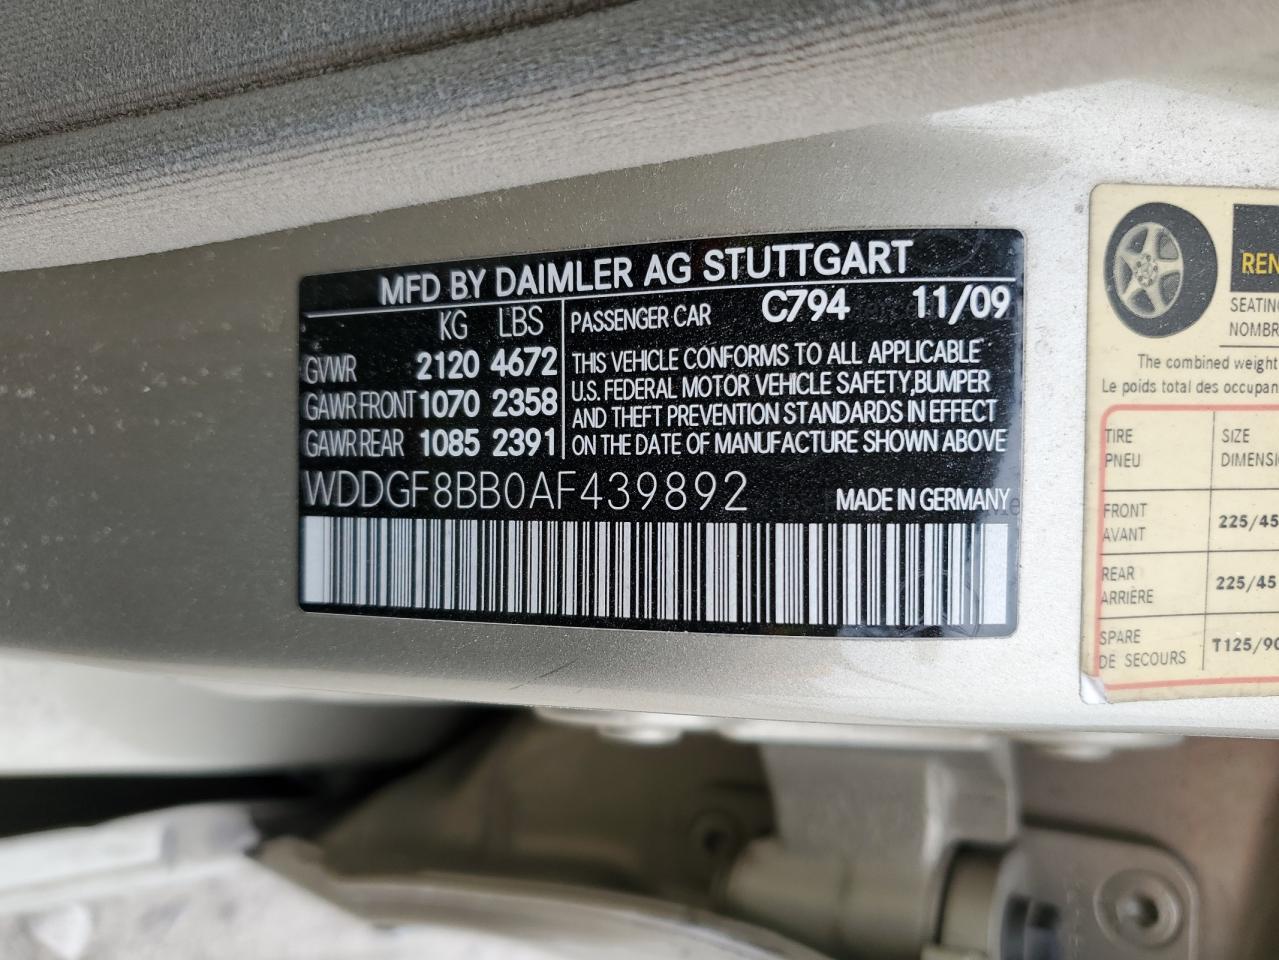 MFD BY DAIMLER AG STUTTGART
KG LBS
GVWR 2120 4672
GAWR FRONT 1070 2358
GAWR REAR 1085 2391
PASSENGER CAR C794 11/09
THIS VEHICLE CONFORMS TO ALL APPLICABLE
U.S. FEDERAL MOTOR VEHICLE SAFETY,BUMPER
AND THEFT PREVENTION STANDARDS IN EFFECT
ON THE DATE OF MANUFACTURE SHOWN ABOVE
WDDGF8BB0AF439892 MADE IN GERMANY
The combined weight
Le poids total des
TIRE SIZE
PNEU
FRONT 225/45
AVANT
REAR 225/45
ARRIÈRE
SPARE T125/90
DE SECOURS